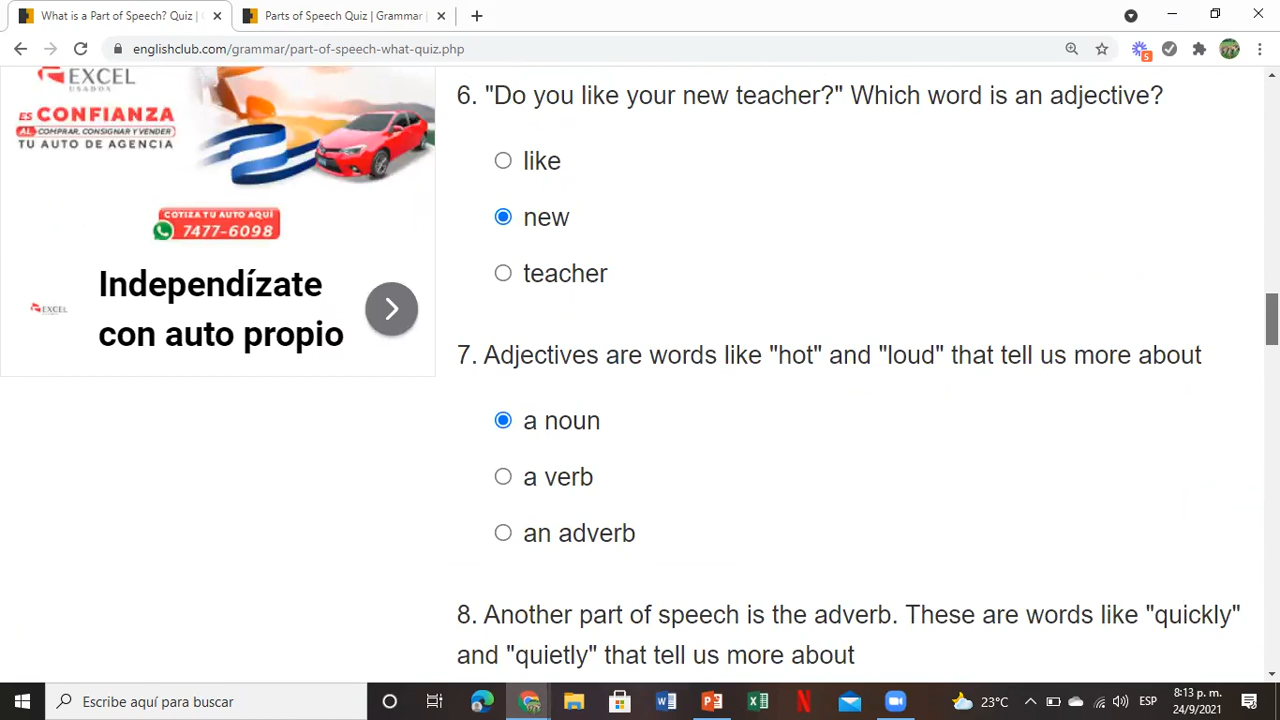 What is a Part of Speech? Quiz |
Parts of Speech Quiz | Grammar
englishclub.com/grammar/part-of-speech-what-quiz.php
5
EXCEL
USADOS
ES CONFIANZA
AL COMPRAR, CONSIGNAR Y VENDER
TU AUTO DE AGENCIA
COTIZA TU AUTO AQUÍ
7477-6098
EXCEL
Independízate
con auto propio
6. "Do you like your new teacher?" Which word is an adjective?
like
new
teacher
7. Adjectives are words like "hot" and "loud" that tell us more about
a noun
a verb
an adverb
8. Another part of speech is the adverb. These are words like "quickly"
and "quietly" that tell us more about
Escribe aquí para buscar
23°C
ESP
8:13 p. m.
24/9/2021